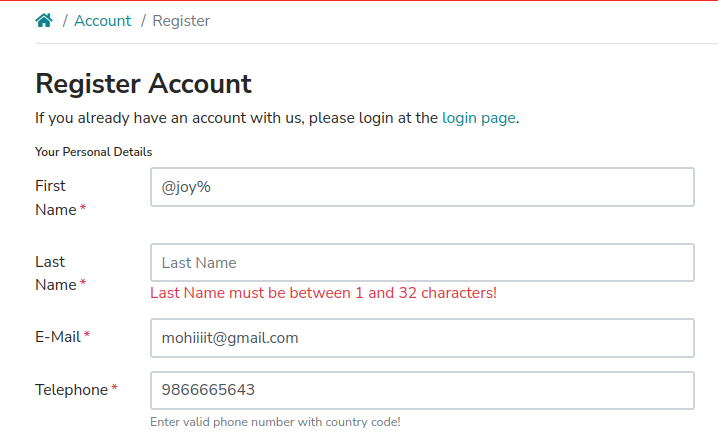 / Account / Register
Register Account
If you already have an account with us, please login at the login page.
Your Personal Details
First Name * @joy%
Last Name * Last Name
Last Name must be between 1 and 32 characters!
E-Mail * mohiiiit@gmail.com
Telephone * 9866665643
Enter valid phone number with country code!